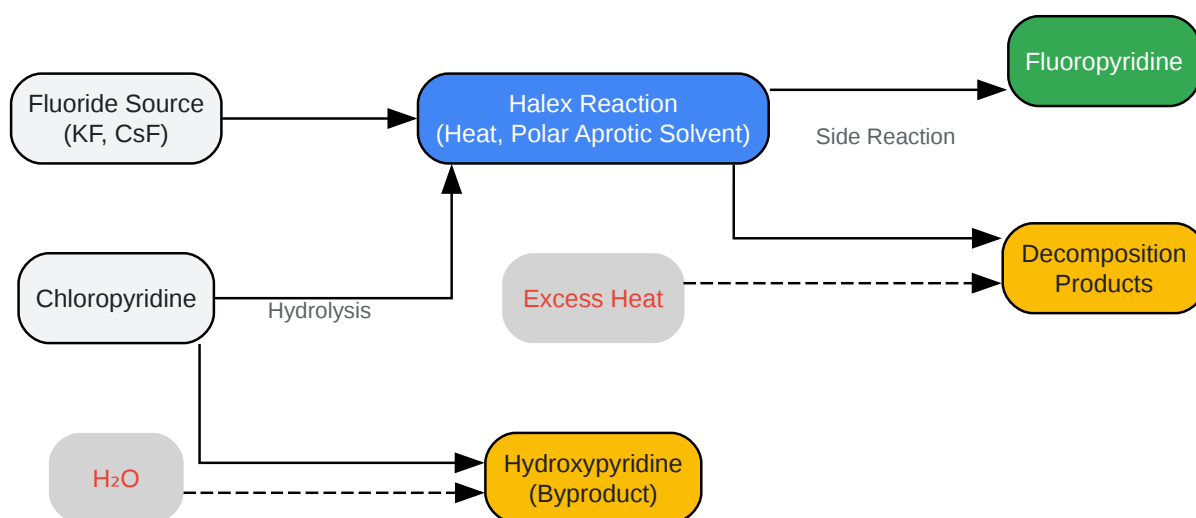 Fluoropyridine
Fluoride Source
(KF, CsF)
Halex Reaction
(Heat, Polar Aprotic Solvent)
Side Reaction
Decomposition
Products
Chloropyridine
Hydrolysis
Excess Heat
H₂O
Hydroxypyridine
(Byproduct)